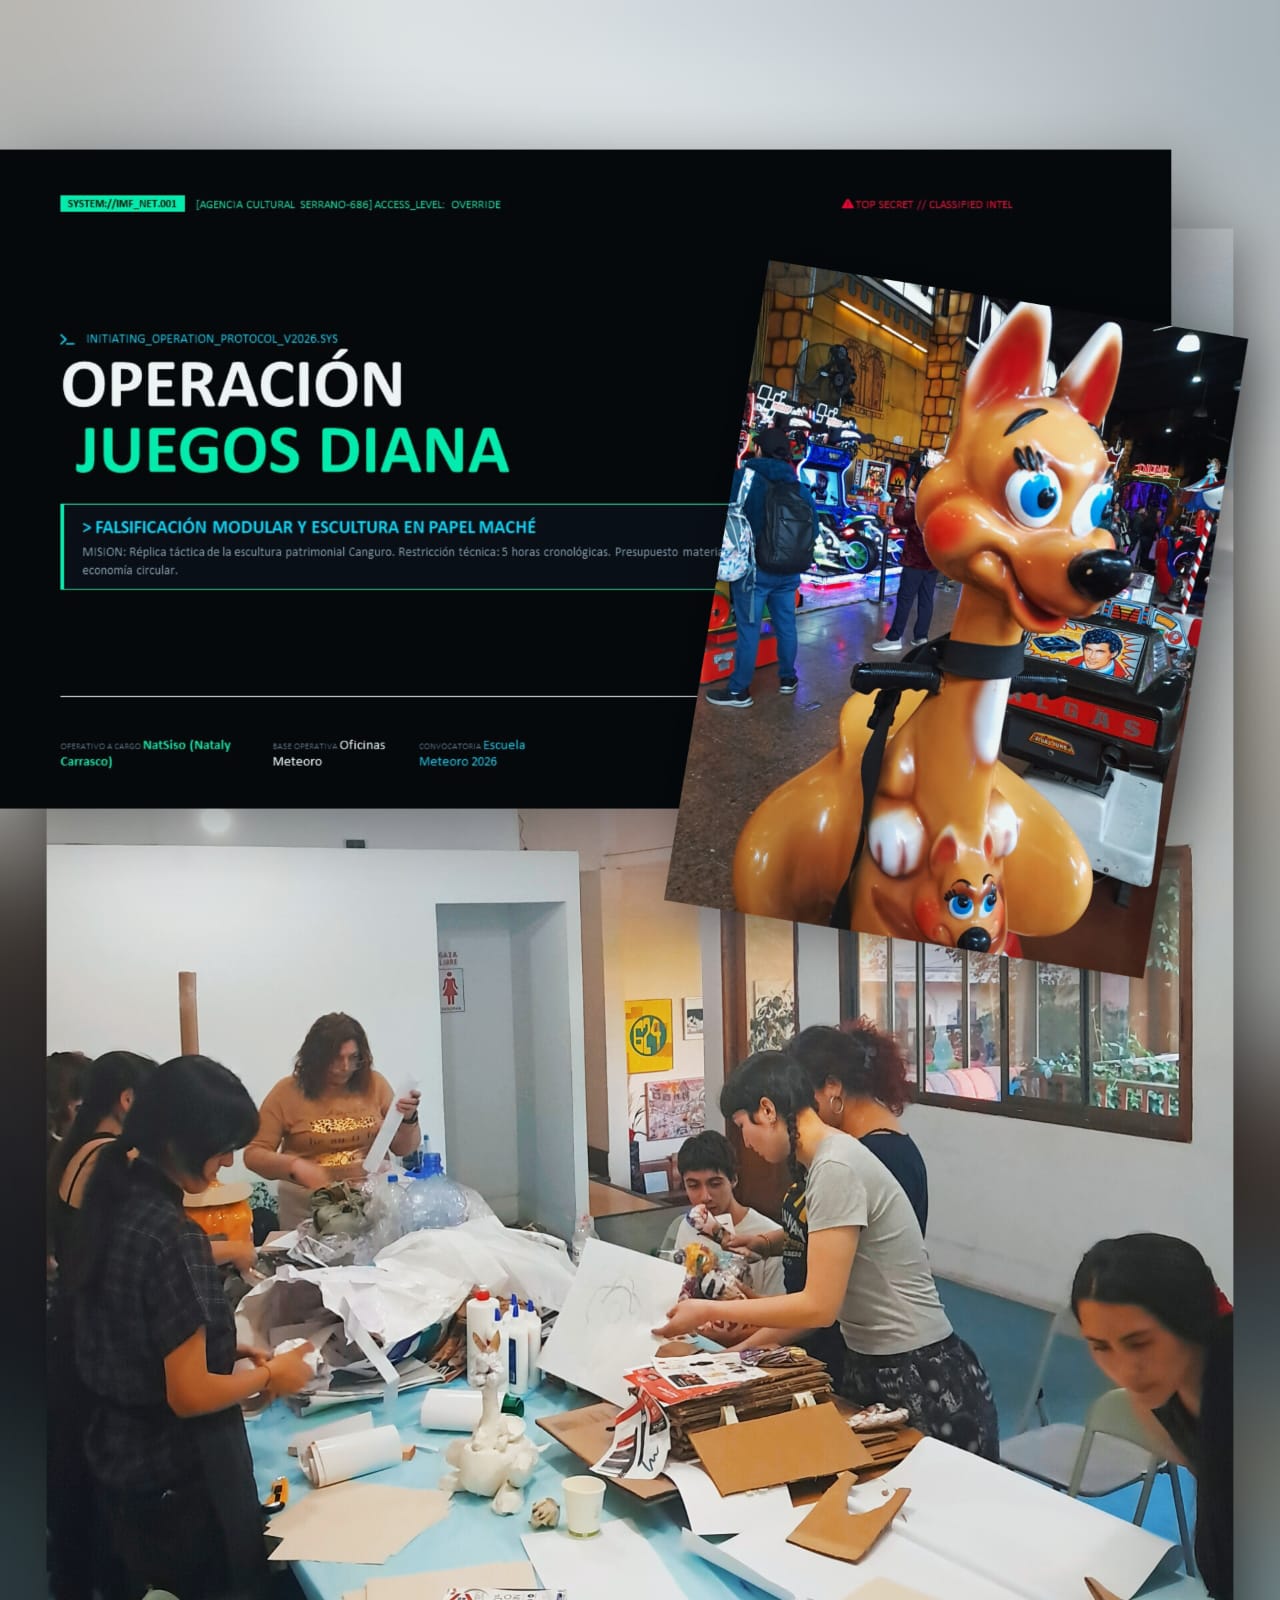 SYSTEM://IMF_NET.001 [AGENCIA CULTURAL SERRANO-686] ACCESS_LEVEL: OVERRIDE
TOP SECRET // CLASSIFIED INTEL
>_ INITIATING_OPERATION_PROTOCOL_V2026.SYS
OPERACIÓN
JUEGOS DIANA
> FALSIFICACIÓN MODULAR Y ESCULTURA EN PAPEL MACHÉ
MISION: Réplica táctica de la escultura patrimonial Canguro. Restricción técnica: 5 horas cronológicas. Presupuesto
economía circular.
OPERATIVO A CARGO NatSiso (Nataly
Carrasco)
BASE OPERATIVA Oficinas
Meteoro
CONVOCATORIA Escuela
Meteoro 2026